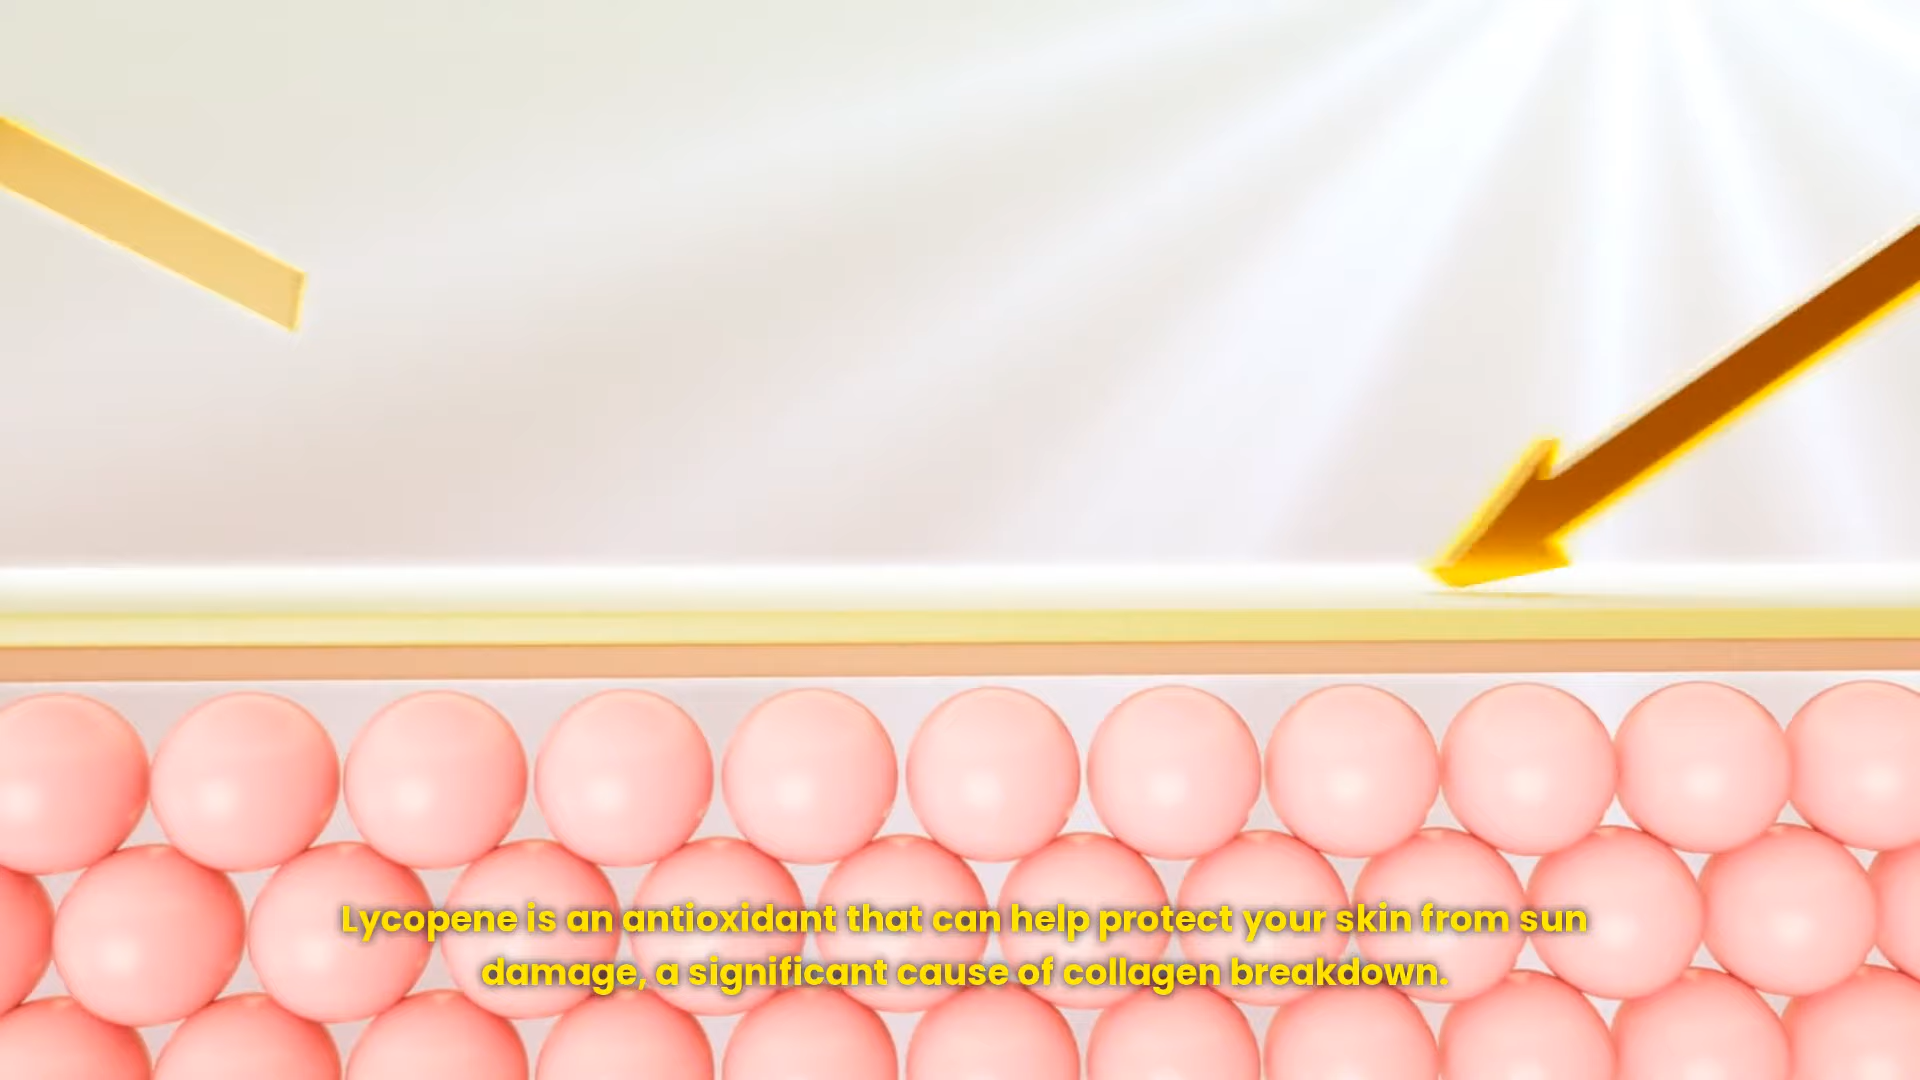 Lycopene is an antioxidant that can help protect your skin from sun
damage, a significant cause of collagen breakdown.